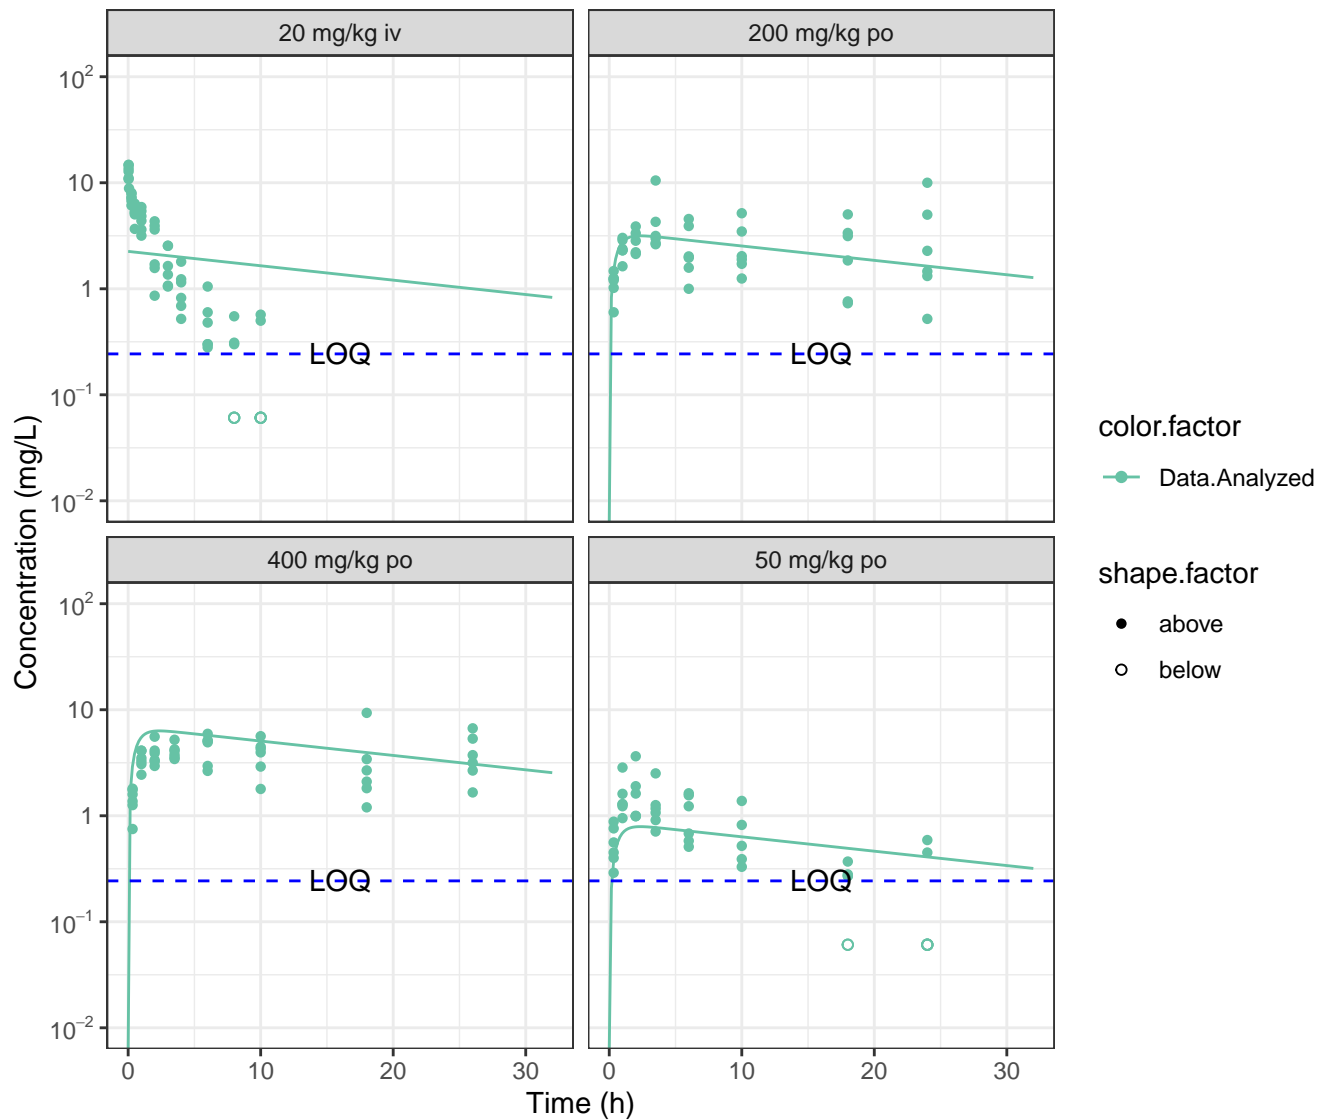 20 mg/kg iv
200 mg/kg po
10²
10
1
10⁻¹
10⁻²
LOQ
LOQ
400 mg/kg po
50 mg/kg po
10²
10
1
10⁻¹
10⁻²
LOQ
LOQ
0 10 20 30
0 10 20 30
Time (h)
Concentration (mg/L)
color.factor
Data.Analyzed
shape.factor
above
below